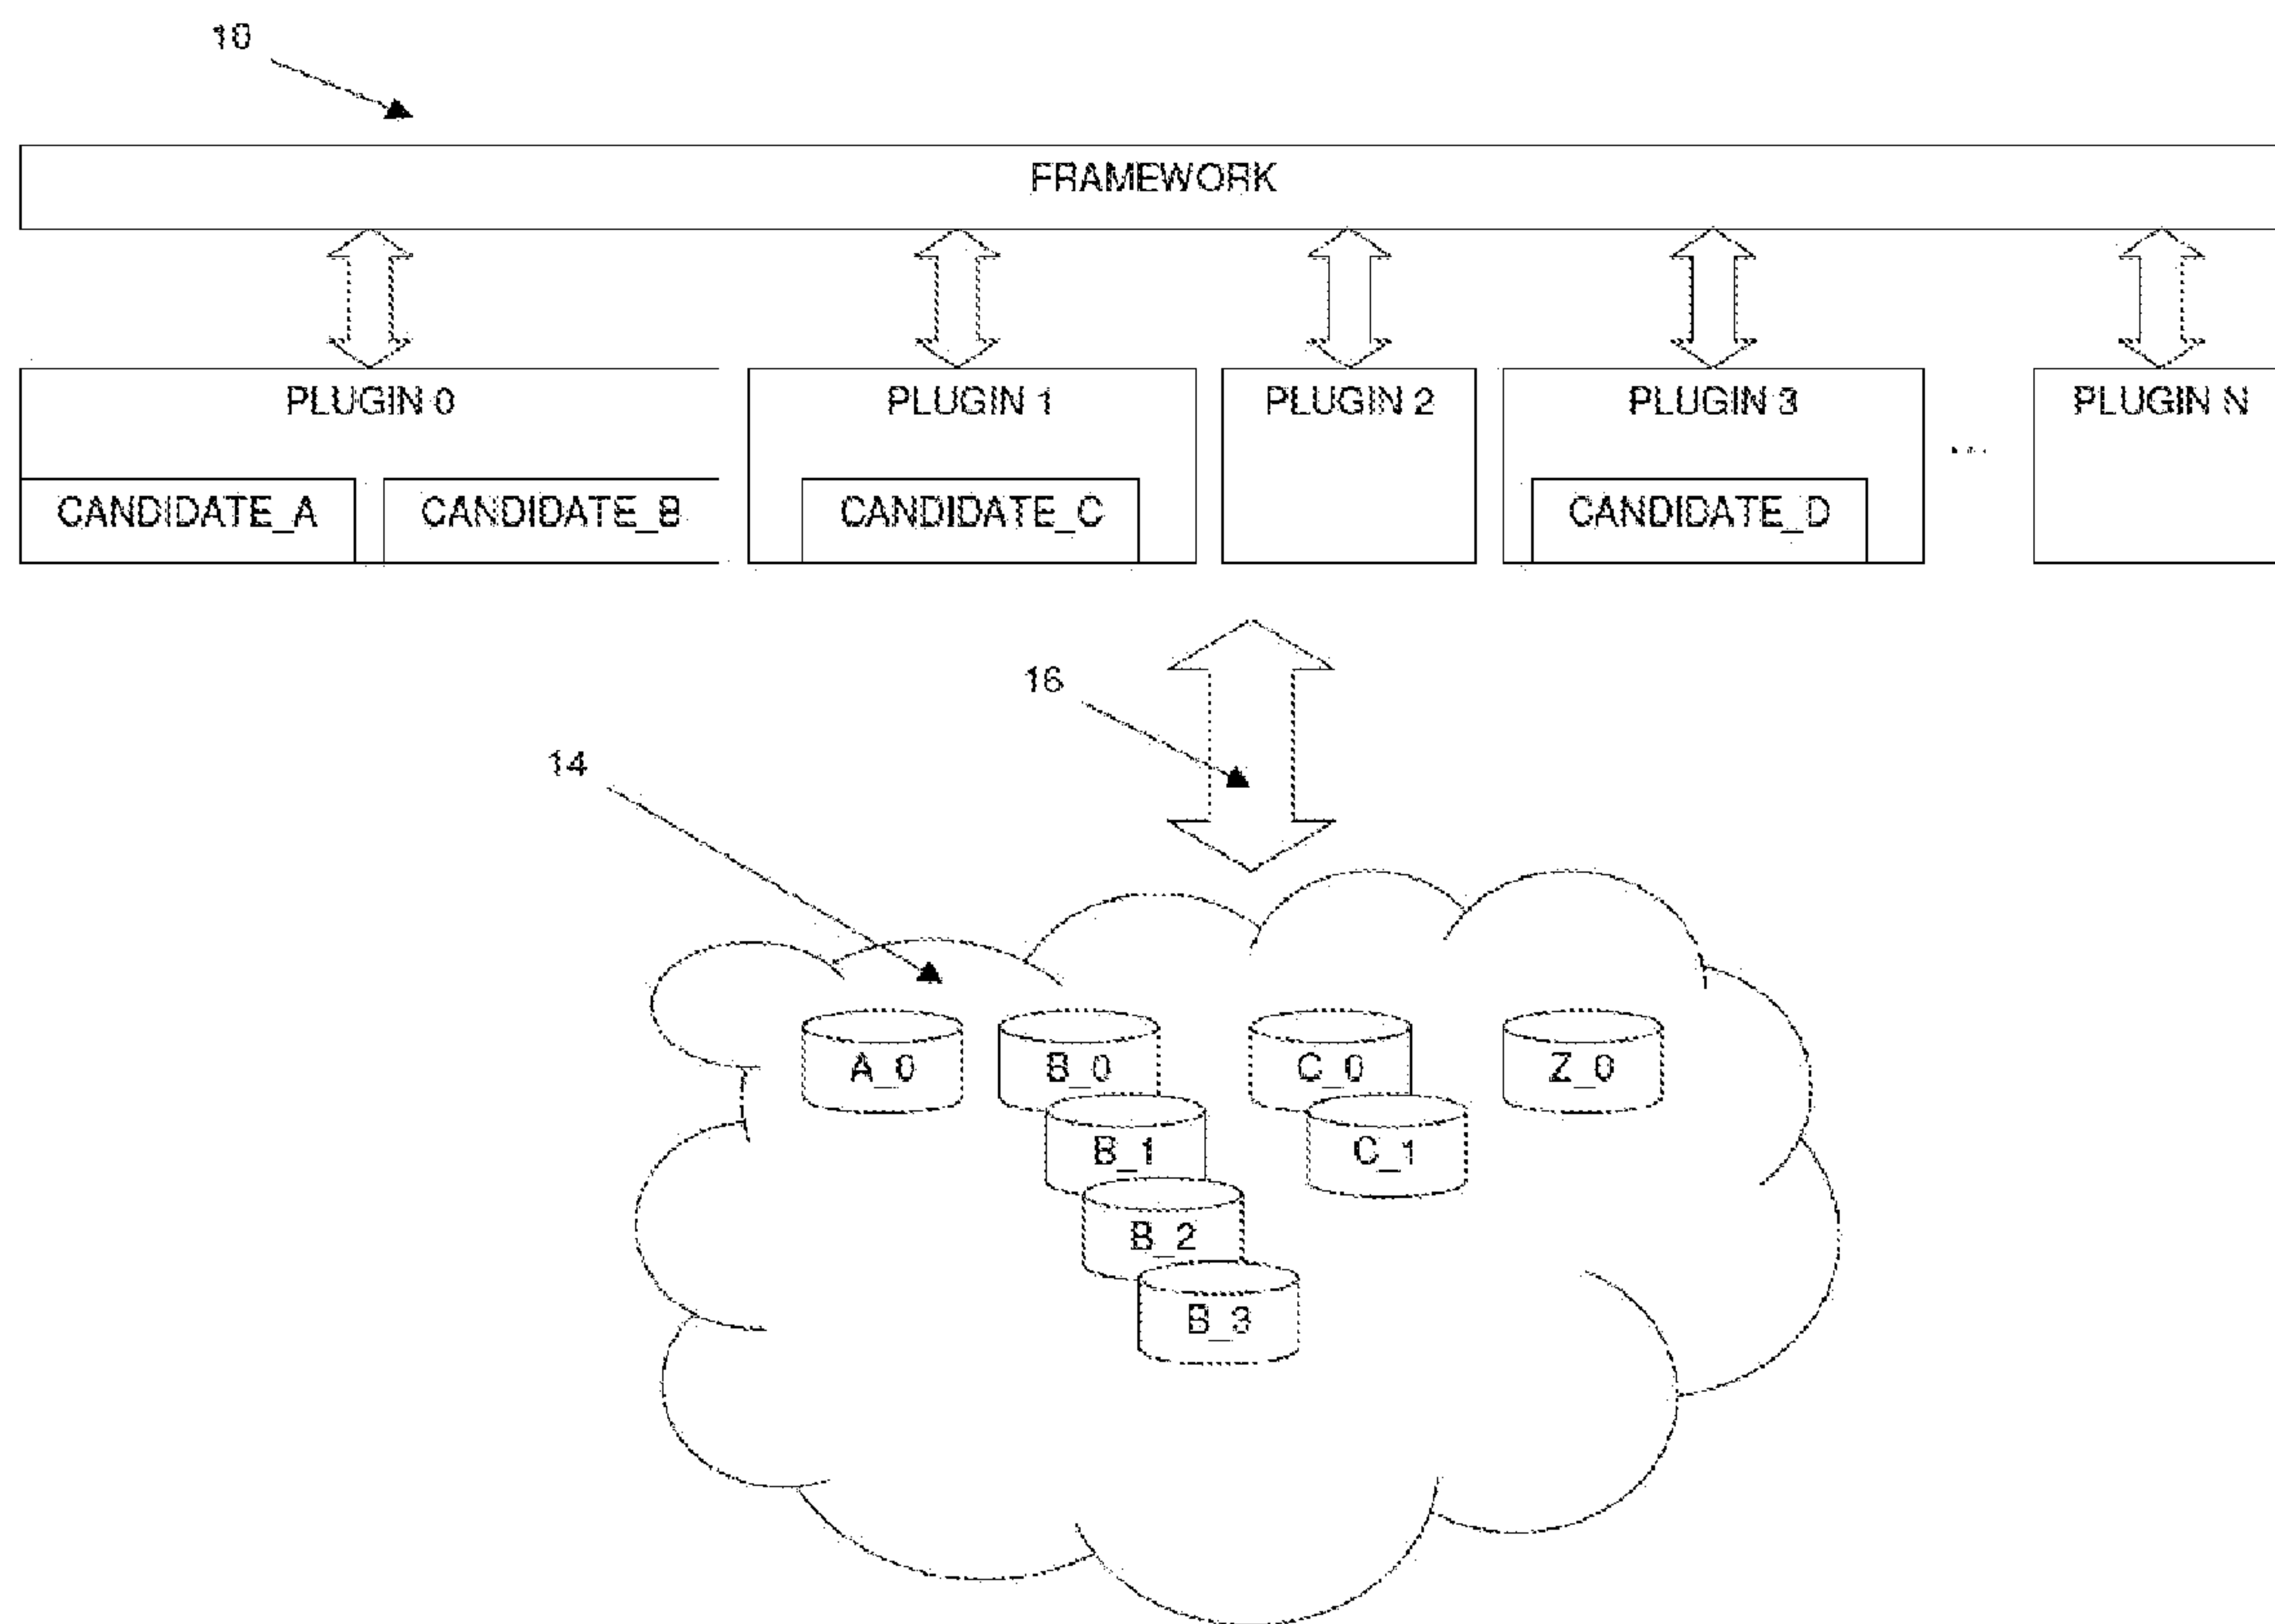 10
FRAMEWORK
PLUGIN 0
PLUGIN 1
PLUGIN 2
PLUGIN 3
...
PLUGIN N
CANDIDATE_A
CANDIDATE_B
CANDIDATE_C
CANDIDATE_D
16
14
A_0
B_0
C_0
Z_0
B_1
C_1
B_2
B_3